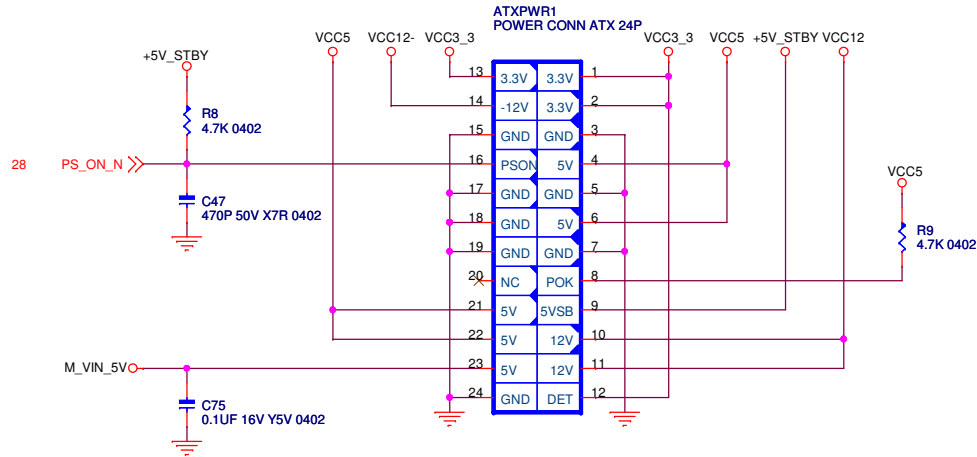 ATXPWR1
POWER CONN ATX 24P
VCC5
VCC12-
VCC3_3
VCC3_3
VCC5
+5V_STBY
VCC12
+5V_STBY
R8
4.7K 0402
28
PS_ON_N
C47
470P 50V X7R 0402
VCC5
R9
4.7K 0402
M_VIN_5V
C75
0.1UF 16V Y5V 0402
13 3.3V 3.3V 1
14 -12V 3.3V 2
15 GND GND 3
16 PSON 5V 4
17 GND GND 5
18 GND 5V 6
19 GND GND 7
20 NC POK 8
21 5V 5VSB 9
22 5V 12V 10
23 5V 12V 11
24 GND DET 12